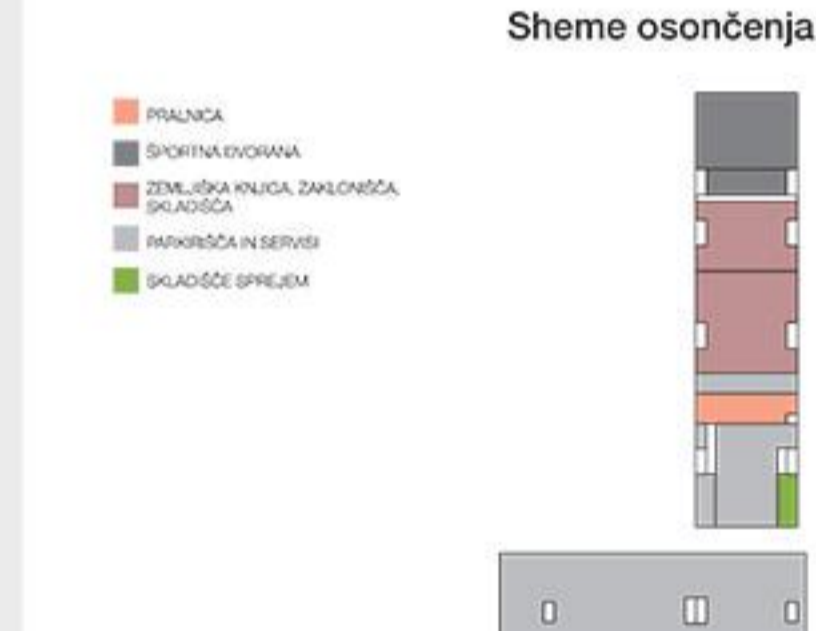 Sheme osončenja
PRALNICA
ŠPORTNA DVORANA
ZEMLJIŠKA KNJIGA, ZAKLONIŠČA,
SKLADIŠČA
PARKIRIŠČA IN SERVISI
SKLADIŠČE SPREJEM